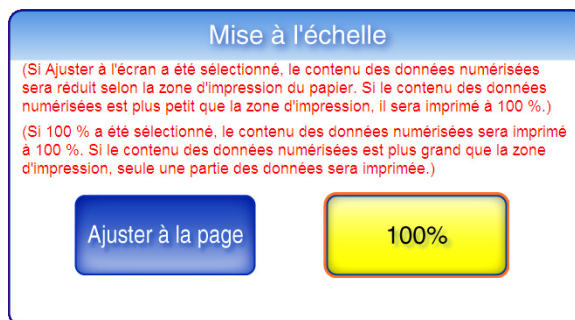 Mise à l'échelle
(Si Ajuster à l'écran a été sélectionné, le contenu des données numérisées
sera réduit selon la zone d'impression du papier. Si le contenu des données
numérisées est plus petit que la zone d'impression, il sera imprimé à 100 %.)
(Si 100 % a été sélectionné, le contenu des données numérisées sera imprimé
à 100 %. Si le contenu des données numérisées est plus grand que la zone
d'impression, seule une partie des données sera imprimée.)
Ajuster à la page
100%